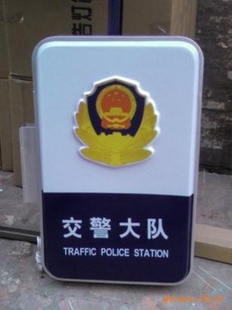 交警大队
TRAFFIC POLICE STATION